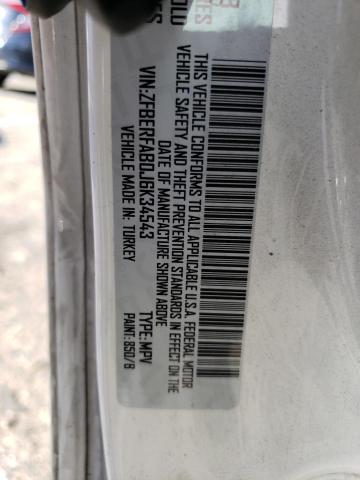 THIS VEHICLE CONFORMS TO ALL APPLICABLE U.S.A. FEDERAL MOTOR
VEHICLE SAFETY AND THEFT PREVENTION STANDARDS IN EFFECT ON THE
DATE OF MANUFACTURE SHOWN ABOVE
VIN:ZFBERFAB0J6K34543 TYPE: MPV
VEHICLE MADE IN: TURKEY PAINT: 850/B